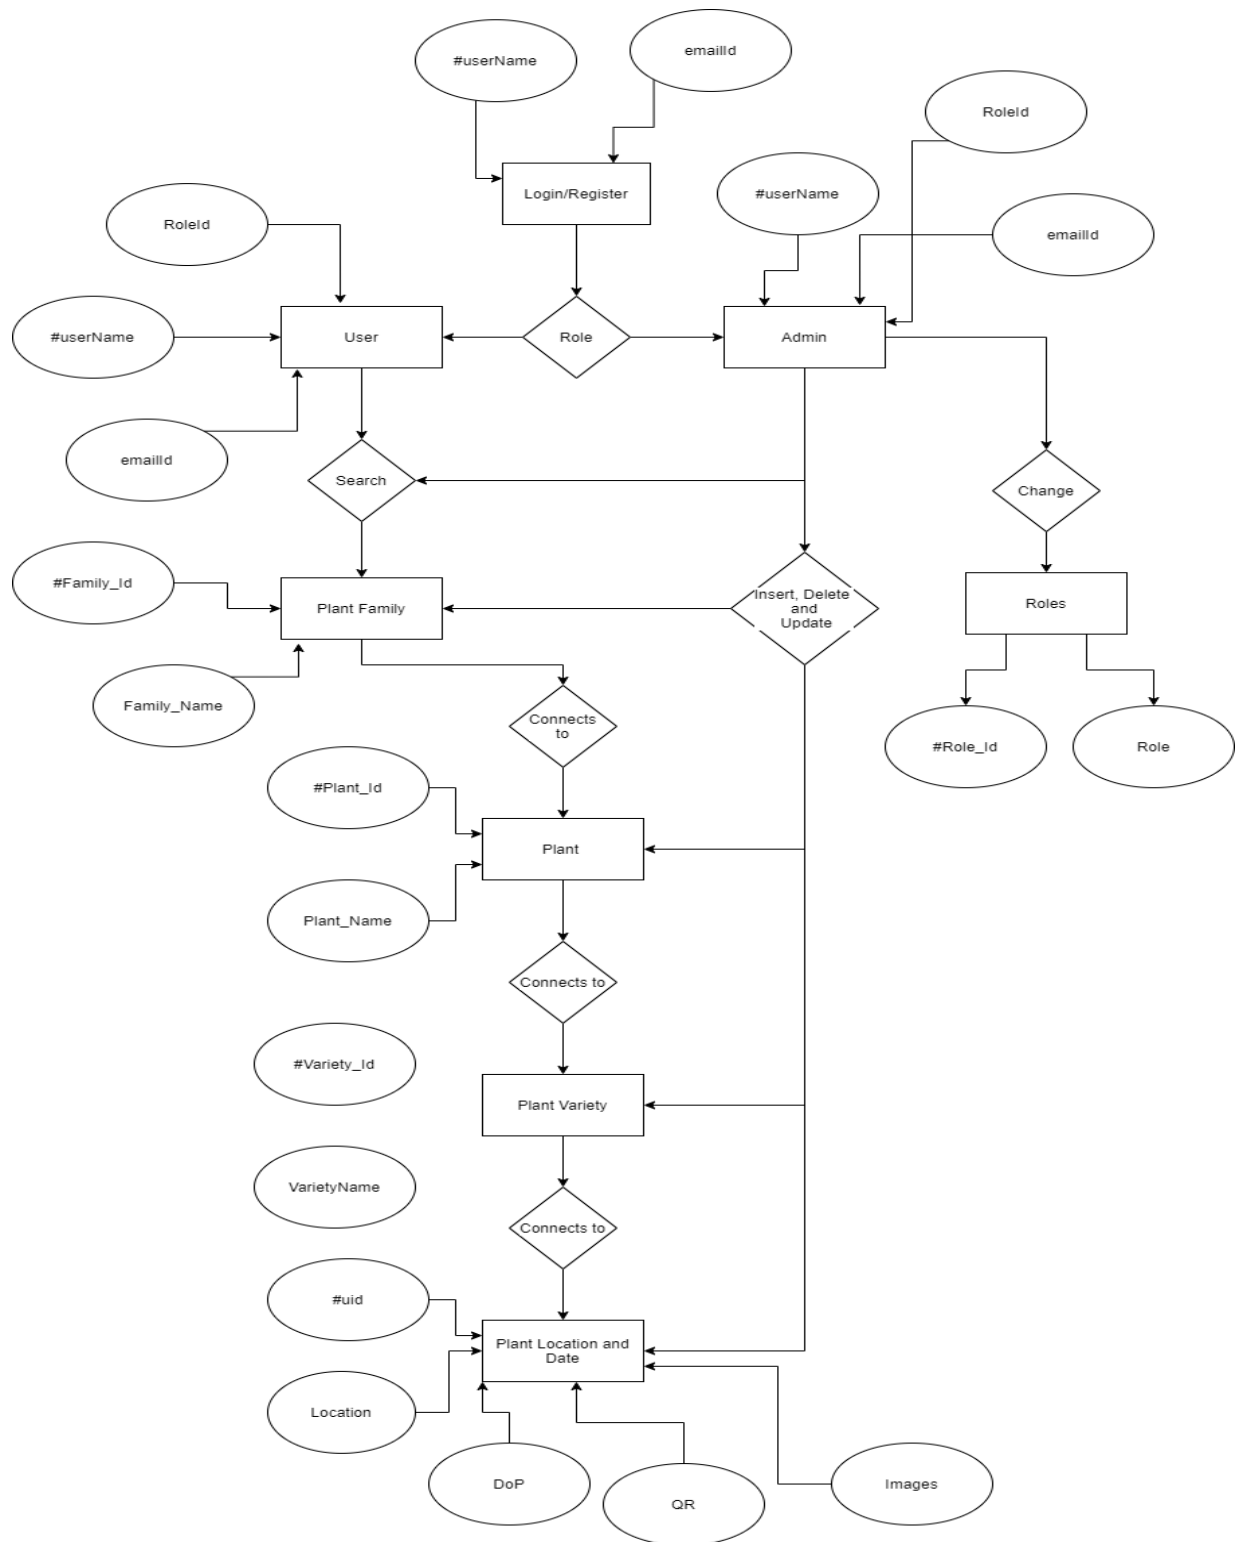 #userName
emailId
RoleId
Login/Register
#userName
RoleId
emailId
#userName
User
Role
Admin
emailId
Search
Change
#Family_Id
Plant Family
Insert, Delete
and
Update
Roles
Family_Name
Connects
to
#Role_Id
Role
#Plant_Id
Plant
Plant_Name
Connects to
#Variety_Id
Plant Variety
VarietyName
Connects to
#uid
Plant Location and
Date
Location
DoP
QR
Images